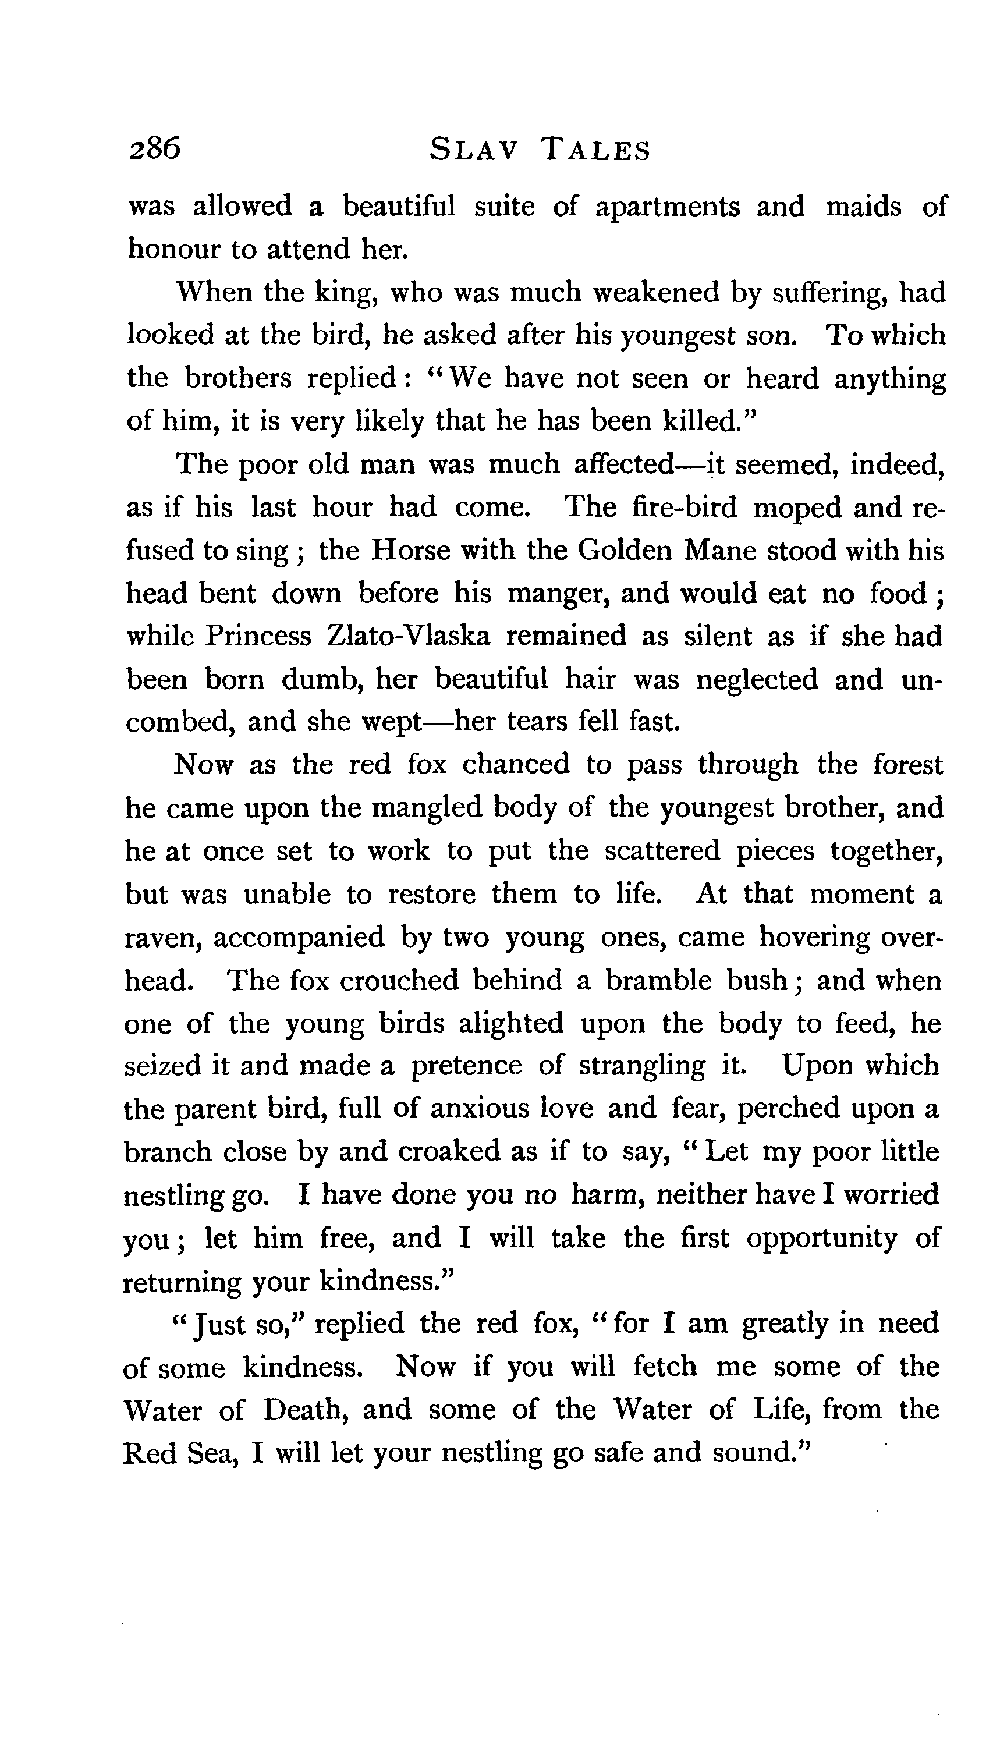 286 SLAV TALES
was allowed a beautiful suite of apartments and maids of
honour to attend her.
When the king, who was much weakened by suffering, had
looked at the bird, he asked after his youngest son. To which
the brothers replied : “ We have not seen or heard anything
of him, it is very likely that he has been killed.”
The poor old man was much affected—it seemed, indeed,
as if his last hour had come. The fire-bird moped and re-
fused to sing ; the Horse with the Golden Mane stood with his
head bent down before his manger, and would eat no food ;
while Princess Zlato-Vlaska remained as silent as if she had
been born dumb, her beautiful hair was neglected and un-
combed, and she wept—her tears fell fast.
Now as the red fox chanced to pass through the forest
he came upon the mangled body of the youngest brother, and
he at once set to work to put the scattered pieces together,
but was unable to restore them to life. At that moment a
raven, accompanied by two young ones, came hovering over-
head. The fox crouched behind a bramble bush ; and when
one of the young birds alighted upon the body to feed, he
seized it and made a pretence of strangling it. Upon which
the parent bird, full of anxious love and fear, perched upon a
branch close by and croaked as if to say, “ Let my poor little
nestling go. I have done you no harm, neither have I worried
you ; let him free, and I will take the first opportunity of
returning your kindness.”
“ Just so,” replied the red fox, “ for I am greatly in need
of some kindness. Now if you will fetch me some of the
Water of Death, and some of the Water of Life, from the
Red Sea, I will let your nestling go safe and sound.”